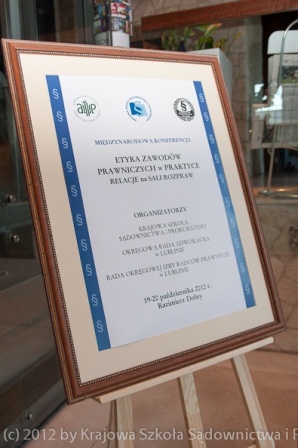 MIĘDZYNARODOWA KONFERENCJA
ETYKA ZAWODÓW
PRAWNICZYCH W PRAKTYCE
RELACJE NA SALI ROZPRAW
ORGANIZATORZY
KRAJOWA SZKOŁA
SĄDOWNICTWA I PROKURATURY
OKRĘGOWA RADA ADWOKACKA
w LUBLINIE
RADA OKRĘGOWEJ IZBY RADCÓW PRAWNYCH
w LUBLINIE
19-20 października 2012 r.
Kazimierz Dolny
(c) 2012 by Krajowa Szkoła Sadownictwa i P